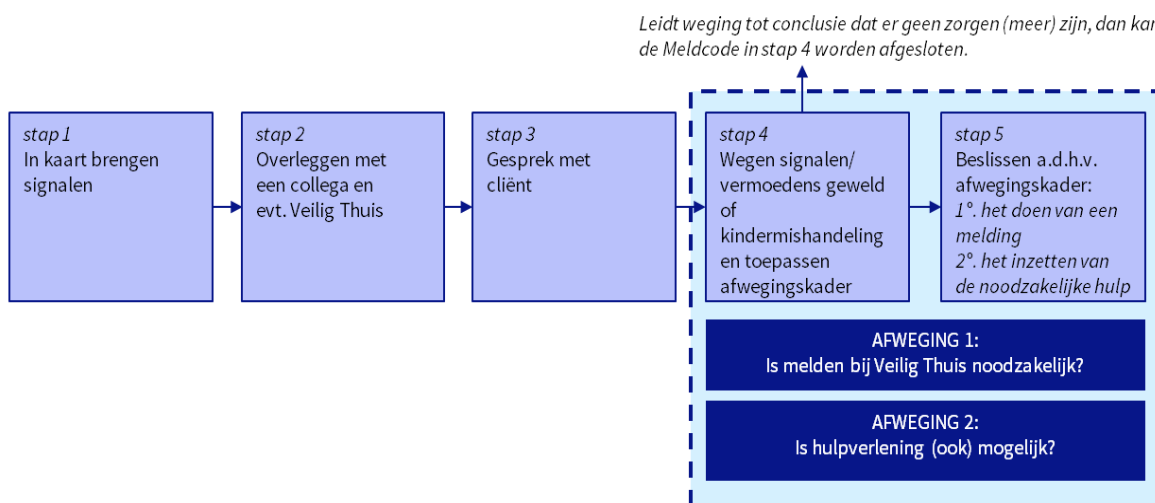 Leidt weging tot conclusie dat er geen zorgen (meer) zijn, dan kan
de Meldcode in stap 4 worden afgesloten.
stap 1
In kaart brengen
signalen
stap 2
Overleggen met
een collega en
evt. Veilig Thuis
stap 3
Gesprek met
cliënt
stap 4
Wegen signalen/
vermoedens geweld
of
kindermishandeling
en toepassen
afwegingskader
stap 5
Beslissen a.d.h.v.
afwegingskader:
1°. het doen van een
melding
2°. het inzetten van
de noodzakelijke hulp
AFWEGING 1:
Is melden bij Veilig Thuis noodzakelijk?
AFWEGING 2:
Is hulpverlening (ook) mogelijk?